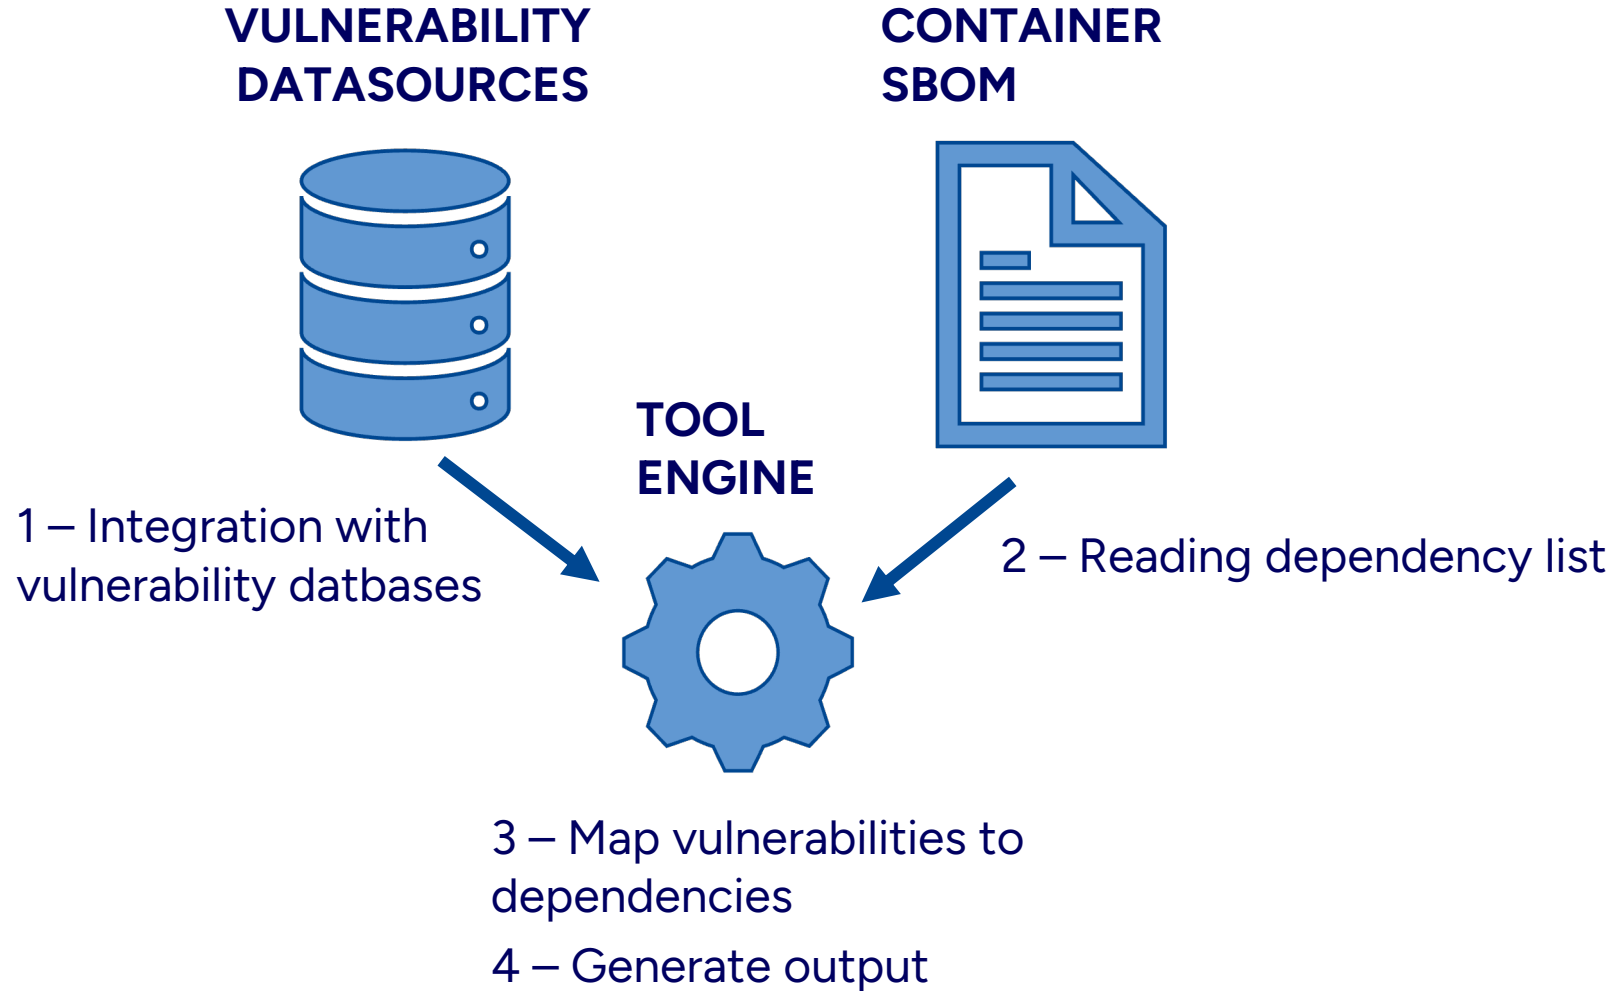 VULNERABILITY
DATASOURCES
CONTAINER
SBOM
TOOL
ENGINE
1 – Integration with
vulnerability datbases
2 – Reading dependency list
3 – Map vulnerabilities to
dependencies
4 – Generate output